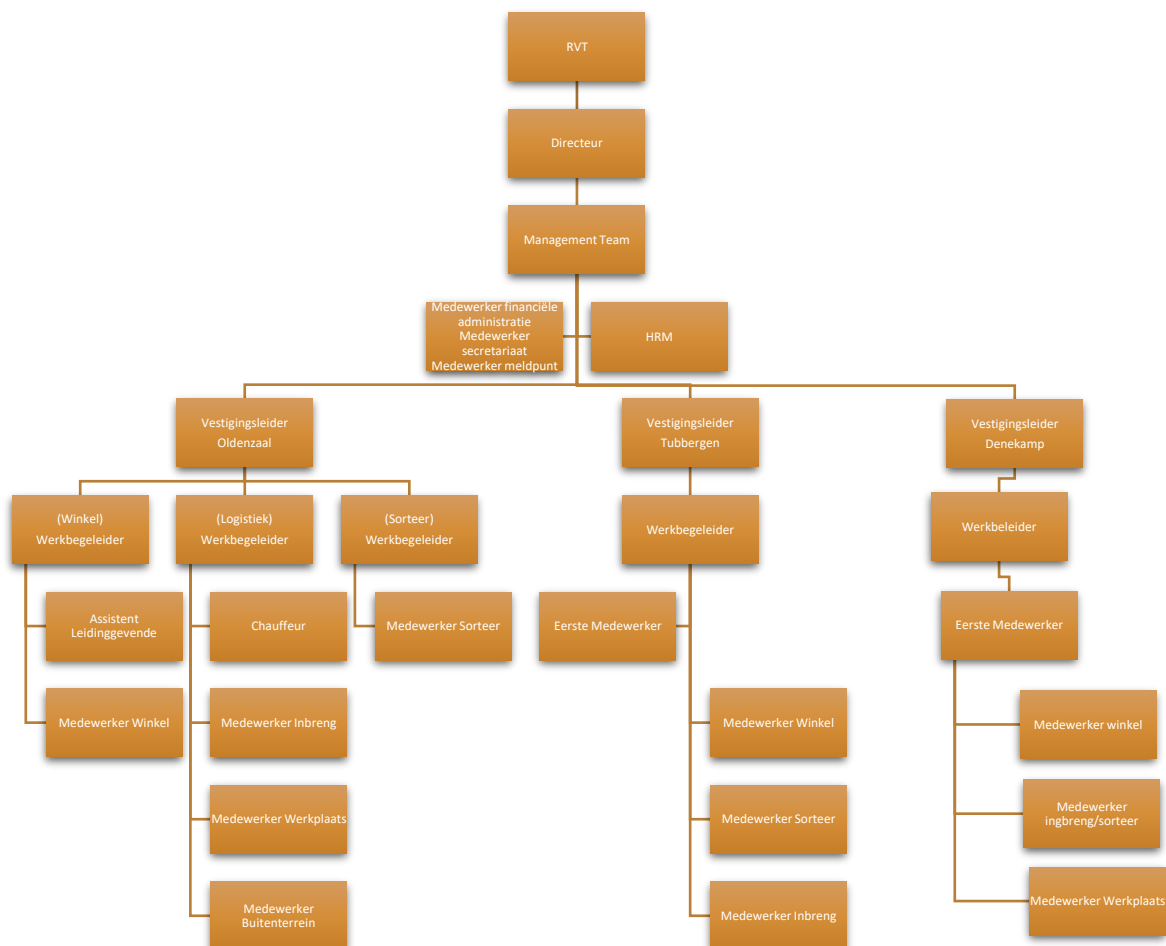 RVT
Directeur
Management Team
Medewerker financiële
administratie
Medewerker
secretariaat
Medewerker meldpunt
HRM
Vestigingsleider
Oldenzaal
Vestigingsleider
Tubbergen
Vestigingsleider
Denekamp
(Winkel)
Werkbegeleider
(Logistiek)
Werkbegeleider
(Sorteer)
Werkbegeleider
Werkbegeleider
Werkbeleider
Assistent
Leidinggevende
Chauffeur
Medewerker Sorteer
Eerste Medewerker
Eerste Medewerker
Medewerker Winkel
Medewerker Inbreng
Medewerker Winkel
Medewerker winkel
Medewerker Werkplaats
Medewerker Sorteer
Medewerker
ingbreng/sorteer
Medewerker
Buitenterrein
Medewerker Inbreng
Medewerker Werkplaats